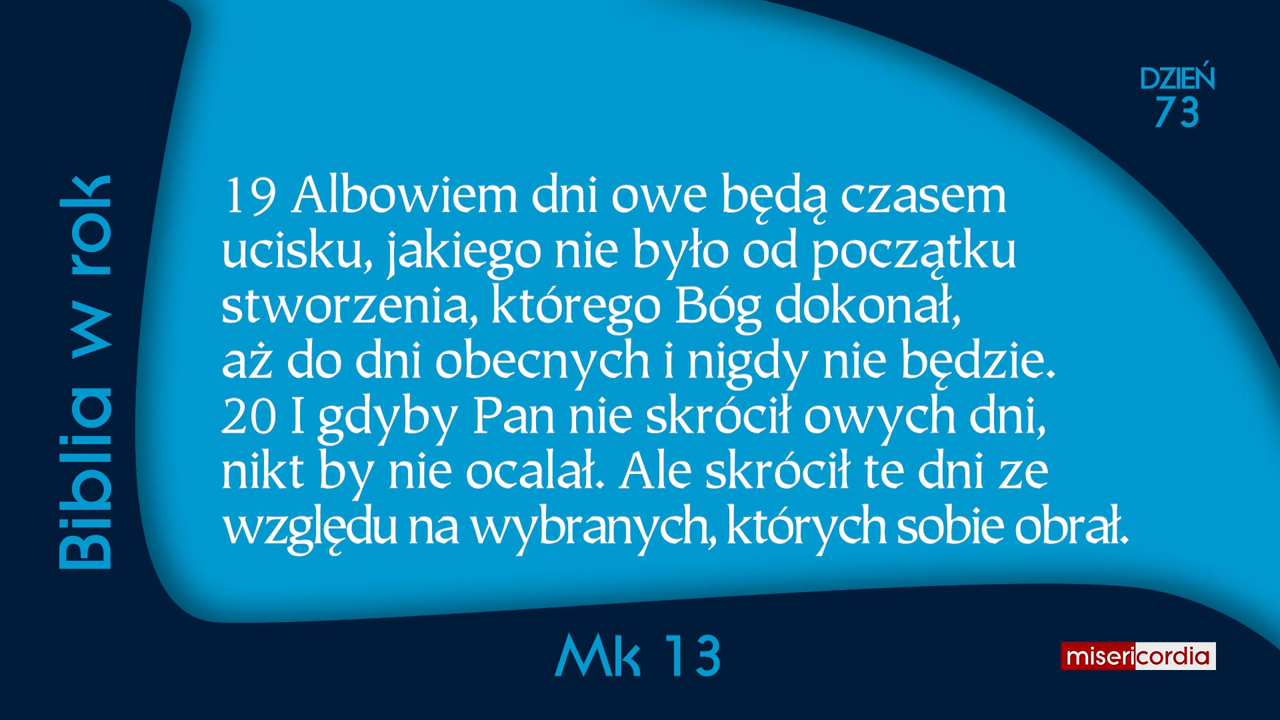 DZIEŃ
73
Biblia w rok
19 Albowiem dni owe będą czasem
ucisku, jakiego nie było od początku
stworzenia, którego Bóg dokonał,
aż do dni obecnych i nigdy nie będzie.
20 I gdyby Pan nie skrócił owych dni,
nikt by nie ocalał. Ale skrócił te dni ze
względu na wybranych, których sobie obrał.
Mk 13
misericordia